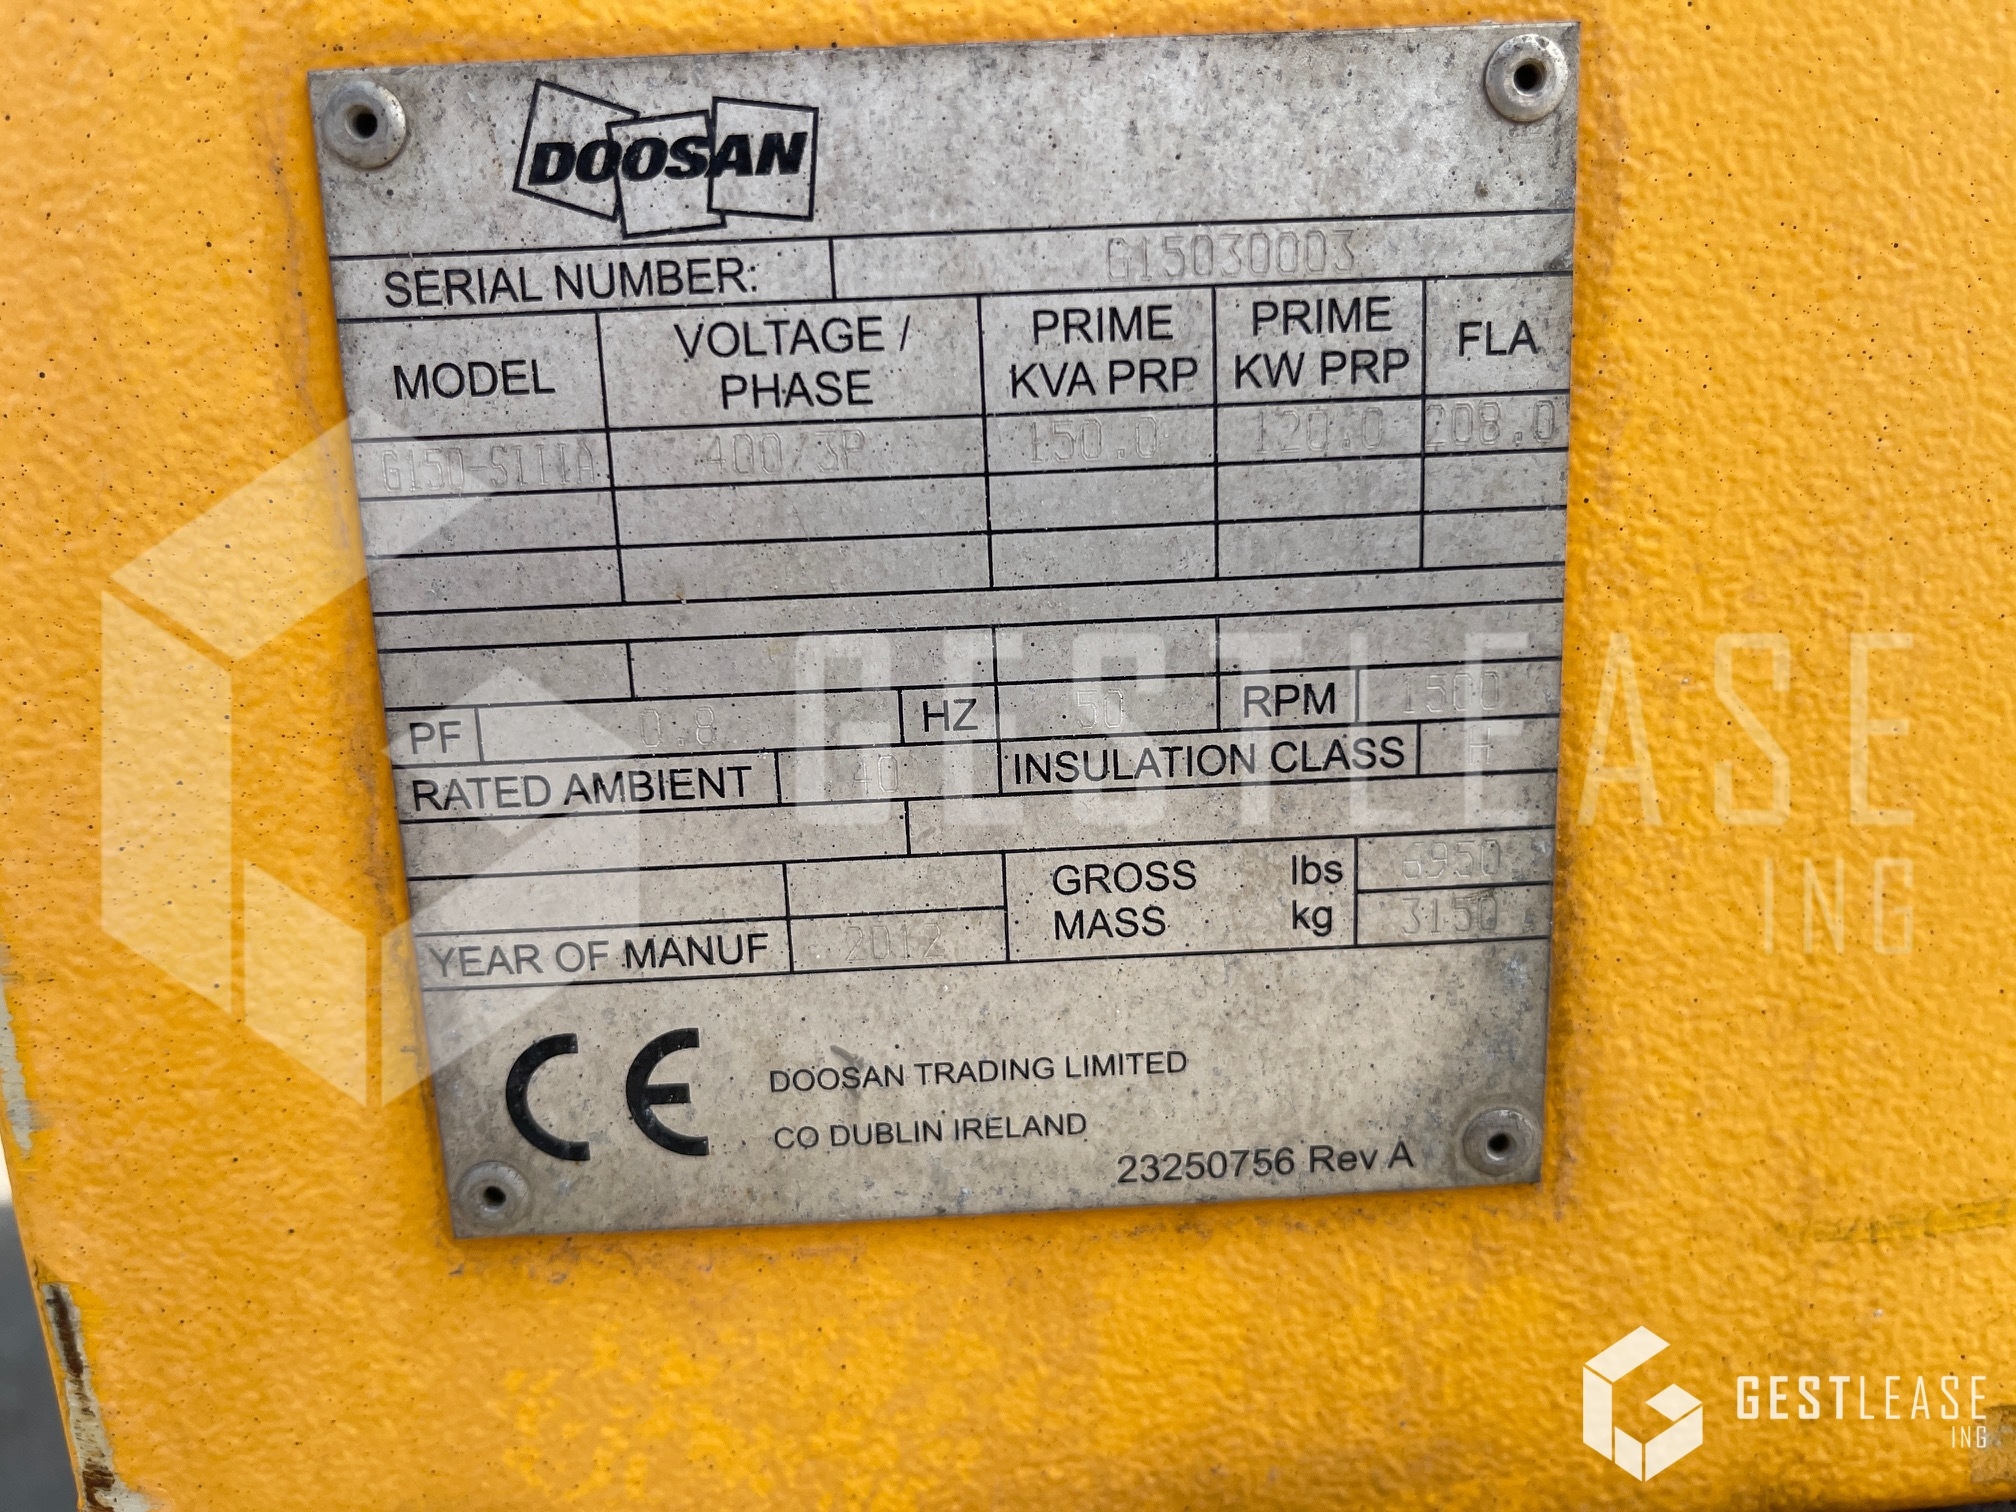 DOOSAN
SERIAL NUMBER: G15030003
MODEL VOLTAGE / PHASE PRIME KVA PRP PRIME KW PRP FLA
G150-SIIIA 400/3P 150.0 120.0 208.0
PF 0.8 HZ 50 RPM 1500
RATED AMBIENT 40 INSULATION CLASS H
GROSS MASS lbs 6950
kg 3150
YEAR OF MANUF 2012
CE DOOSAN TRADING LIMITED
CO DUBLIN IRELAND
23250756 Rev A
GESTLEASE
ING
GESTLEASE
ING